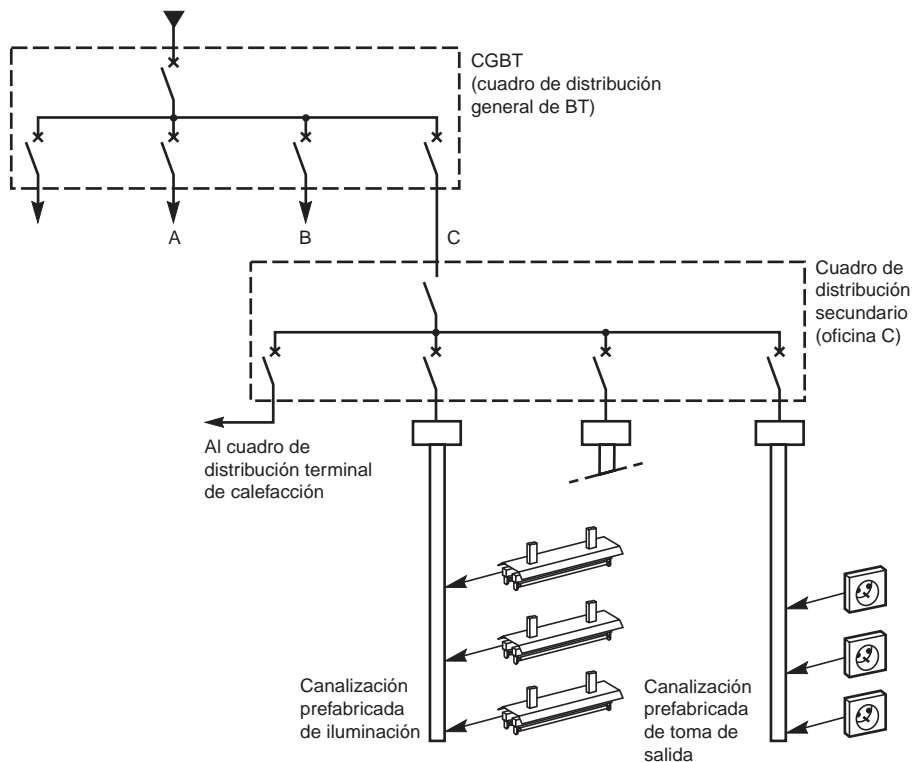 CGBT
(cuadro de distribución
general de BT)
A
B
C
Cuadro de
distribución
secundario
(oficina C)
Al cuadro de
distribución terminal
de calefacción
Canalización
prefabricada
de iluminación
Canalización
prefabricada
de toma de
salida